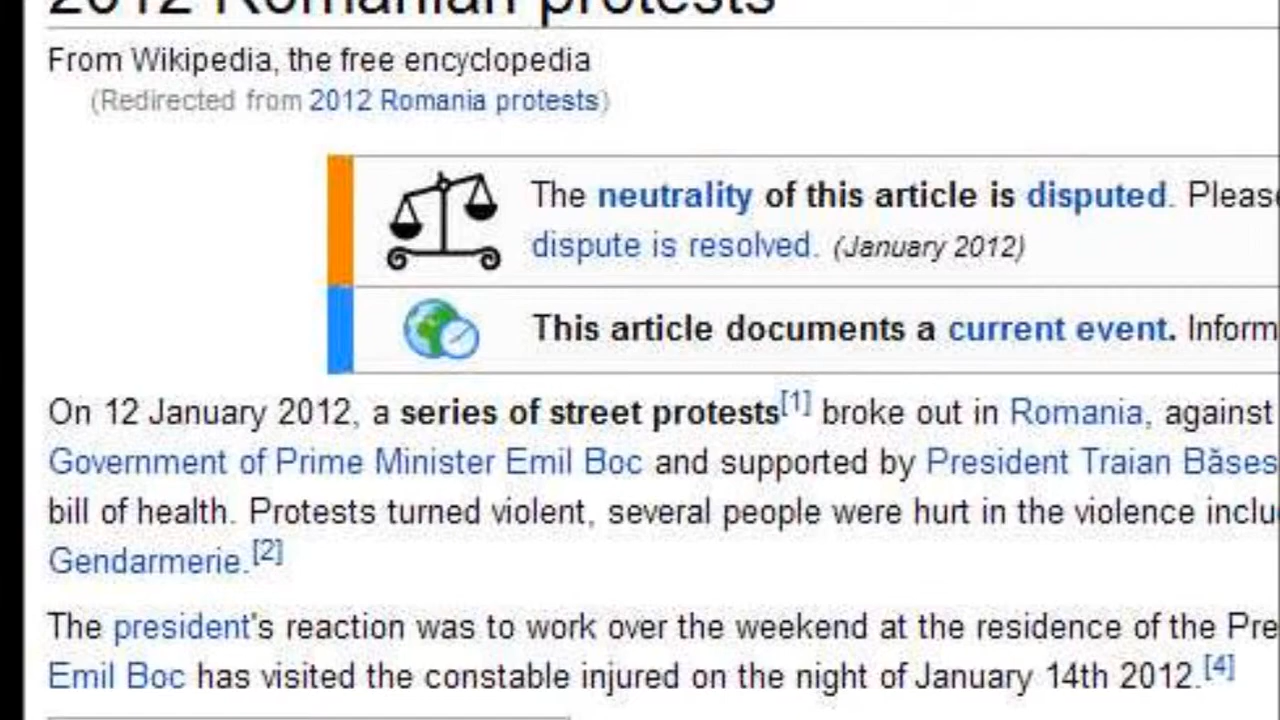 2012 Romanian protests
From Wikipedia, the free encyclopedia
(Redirected from 2012 Romania protests)
The neutrality of this article is disputed. Please
dispute is resolved. (January 2012)
This article documents a current event. Inform
On 12 January 2012, a series of street protests[1] broke out in Romania, against
Government of Prime Minister Emil Boc and supported by President Traian Băses
bill of health. Protests turned violent, several people were hurt in the violence inclu
Gendarmerie.[2]
The president's reaction was to work over the weekend at the residence of the Pre
Emil Boc has visited the constable injured on the night of January 14th 2012.[4]